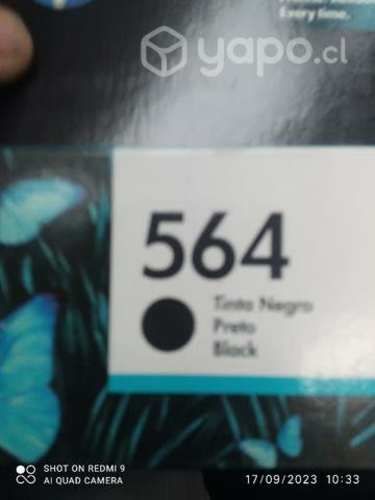 Every time.
yapo.cl
564
Tinta Negro
Preto
Black
SHOT ON REDMI 9
AI QUAD CAMERA
17/09/2023 10:33